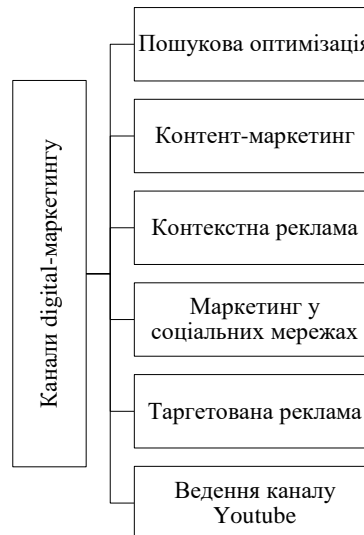 Канали digital-маркетингу
Пошукова оптимізація
Контент-маркетинг
Контекстна реклама
Маркетинг у
соціальних мережах
Таргетована реклама
Ведення каналу
Youtube